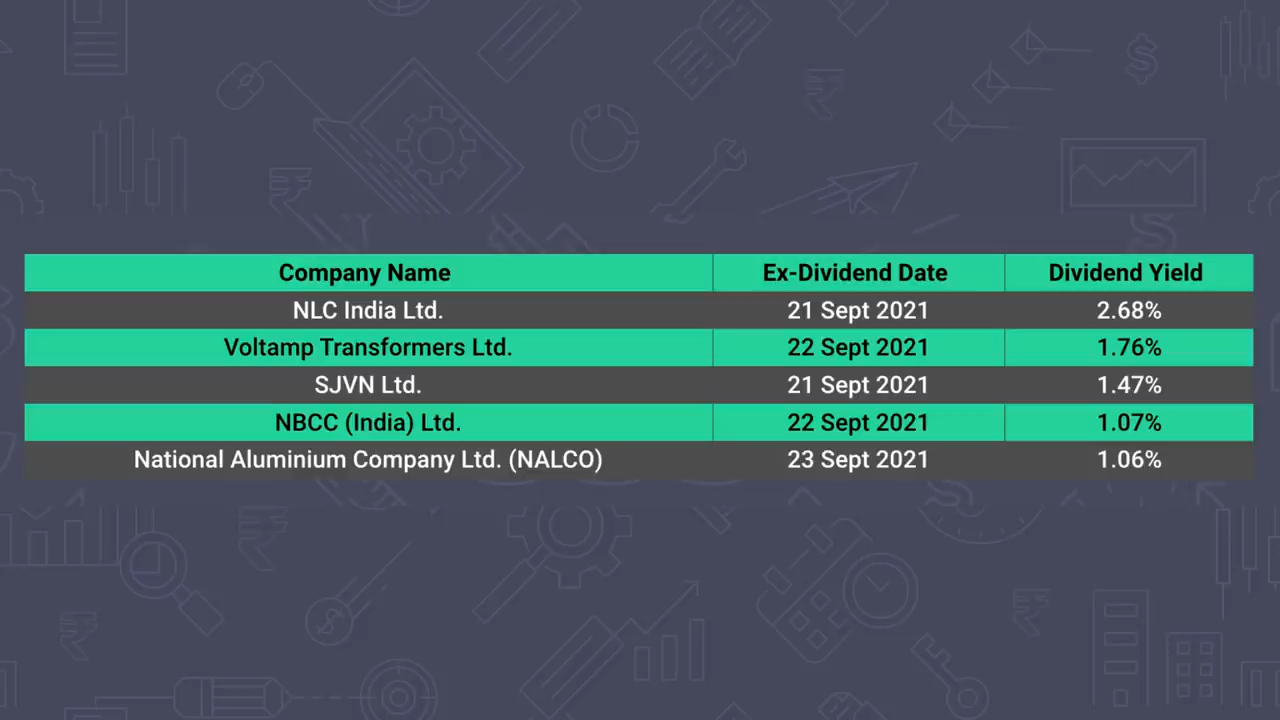 Company Name Ex-Dividend Date Dividend Yield
NLC India Ltd. 21 Sept 2021 2.68%
Voltamp Transformers Ltd. 22 Sept 2021 1.76%
SJVN Ltd. 21 Sept 2021 1.47%
NBCC (India) Ltd. 22 Sept 2021 1.07%
National Aluminium Company Ltd. (NALCO) 23 Sept 2021 1.06%